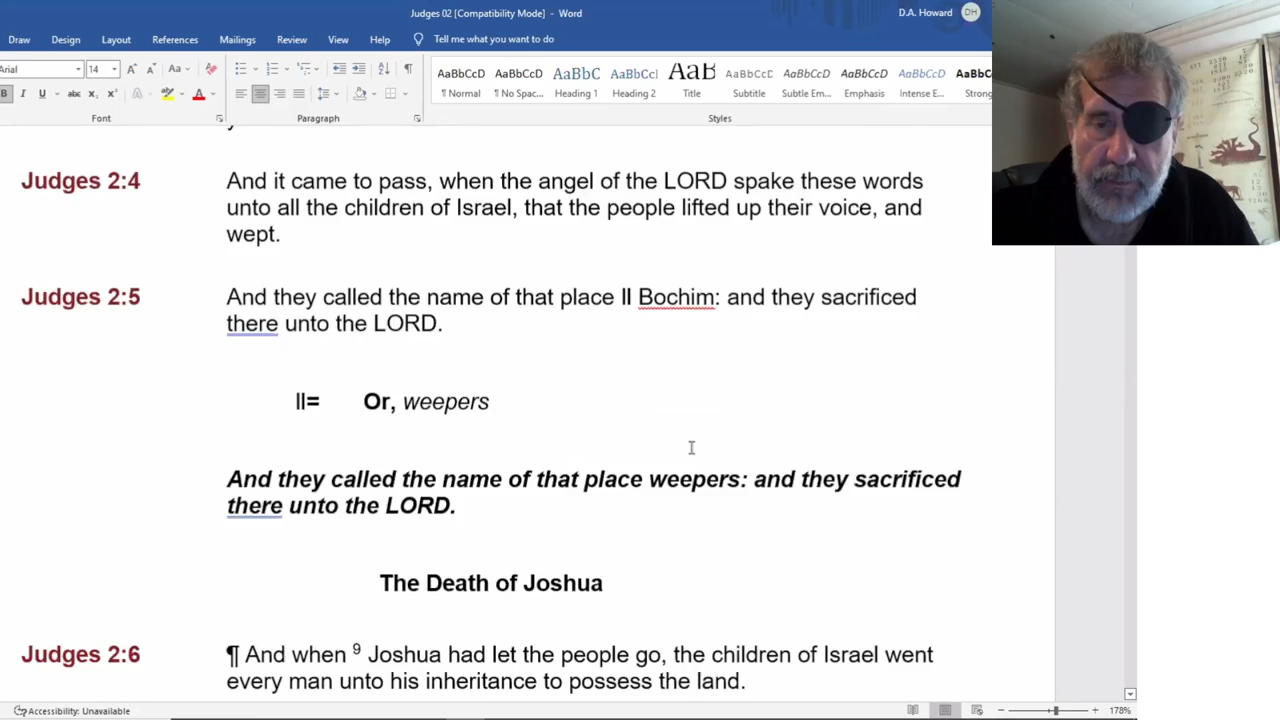 Judges 02 [Compatibility Mode] - Word
D.A. Howard DH
Draw Design Layout References Mailings Review View Help Tell me what you want to do
Arial 14 Aa
AaBbCcD AaBbCcD AaBbC AaBbCcI AaB AaBbCcD AaBbCcD AaBbCcD AaBbCcD AaBbCc
B I U abc x₂ x² A A
¶ Normal ¶ No Spac... Heading 1 Heading 2 Title Subtitle Subtle Em... Emphasis Intense E... Strong
Font Paragraph Styles
Judges 2:4 And it came to pass, when the angel of the LORD spake these words
unto all the children of Israel, that the people lifted up their voice, and
wept.
Judges 2:5 And they called the name of that place ll Bochim: and they sacrificed
there unto the LORD.
ll= Or, weepers
And they called the name of that place weepers: and they sacrificed
there unto the LORD.
The Death of Joshua
Judges 2:6 ¶ And when ⁹ Joshua had let the people go, the children of Israel went
every man unto his inheritance to possess the land.
Accessibility: Unavailable 178%